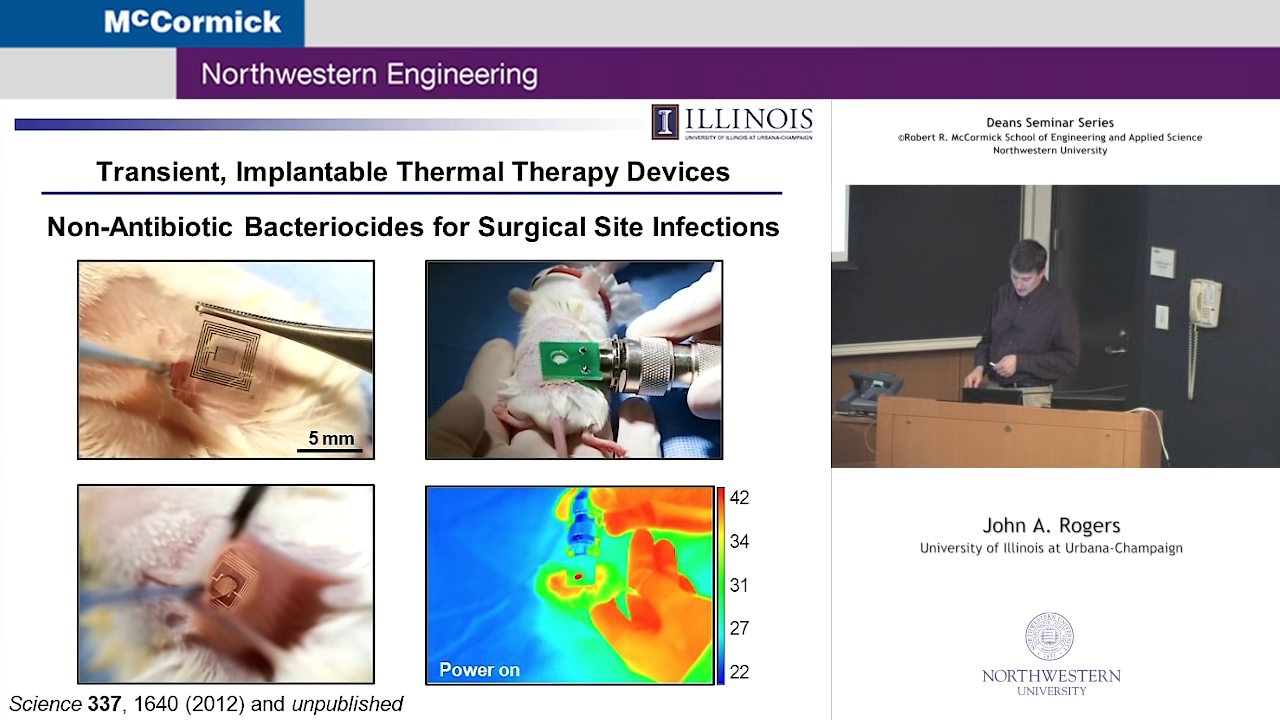 McCormick
Northwestern Engineering
ILLINOIS
UNIVERSITY OF ILLINOIS AT URBANA-CHAMPAIGN
Transient, Implantable Thermal Therapy Devices
Non-Antibiotic Bacteriocides for Surgical Site Infections
5 mm
42
34
31
27
22
Power on
Science 337, 1640 (2012) and unpublished
Deans Seminar Series
©Robert R. McCormick School of Engineering and Applied Science
Northwestern University
John A. Rogers
University of Illinois at Urbana-Champaign
NORTHWESTERN
UNIVERSITY